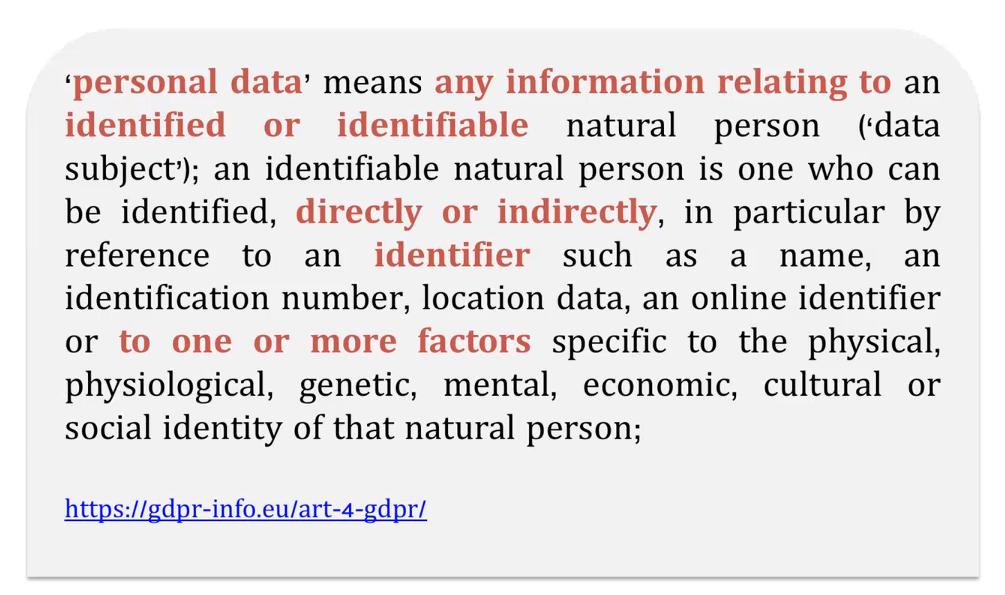 ‘personal data’ means any information relating to an
identified or identifiable natural person (‘data
subject’); an identifiable natural person is one who can
be identified, directly or indirectly, in particular by
reference to an identifier such as a name, an
identification number, location data, an online identifier
or to one or more factors specific to the physical,
physiological, genetic, mental, economic, cultural or
social identity of that natural person;
https://gdpr-info.eu/art-4-gdpr/